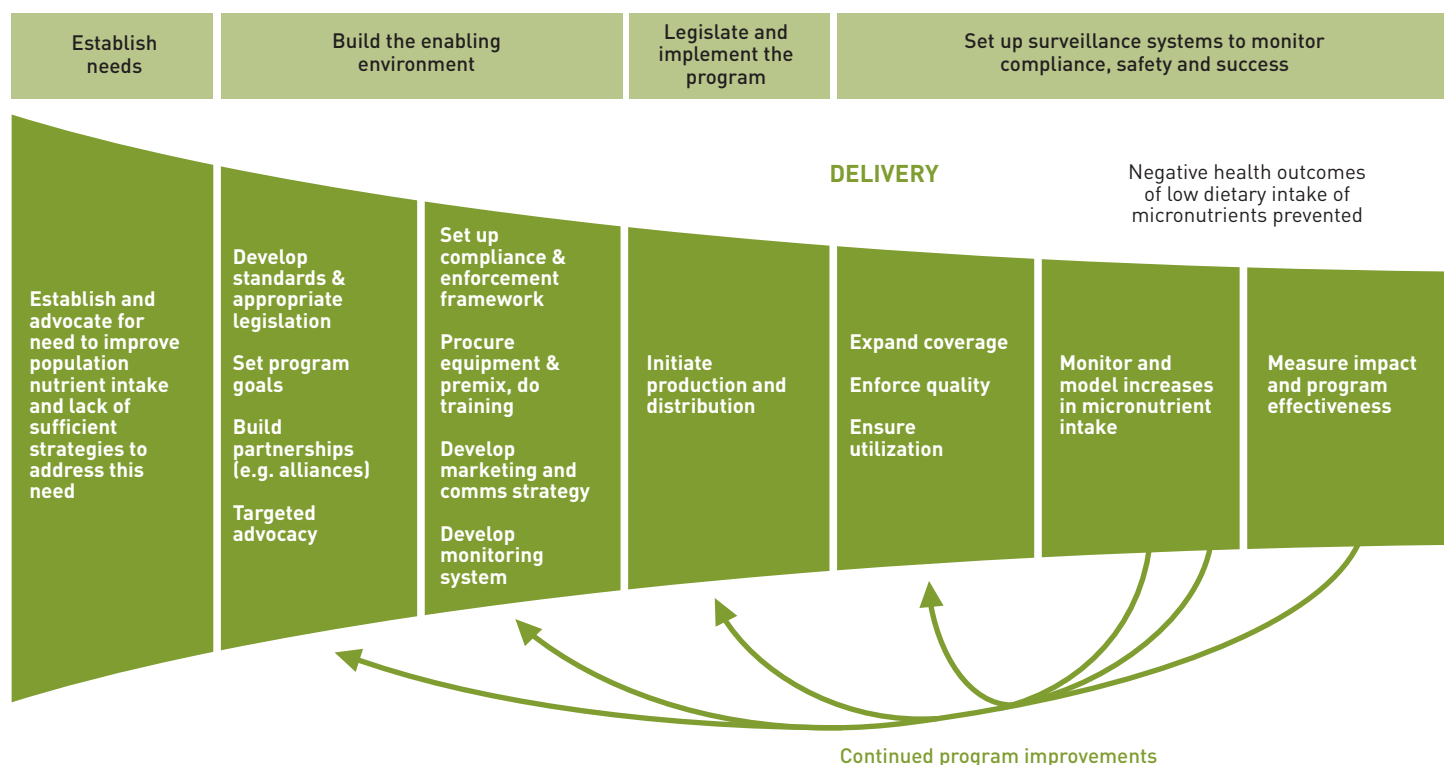 Establish
needs
Build the enabling
environment
Legislate and
implement the
program
Set up surveillance systems to monitor
compliance, safety and success
DELIVERY
Negative health outcomes
of low dietary intake of
micronutrients prevented
Establish and
advocate for
need to improve
population
nutrient intake
and lack of
sufficient
strategies to
address this
need
Develop
standards &
appropriate
legislation
Set program
goals
Build
partnerships
(e.g. alliances)
Targeted
advocacy
Set up
compliance &
enforcement
framework
Procure
equipment &
premix, do
training
Develop
marketing and
comms strategy
Develop
monitoring
system
Initiate
production and
distribution
Expand coverage
Enforce quality
Ensure
utilization
Monitor and
model increases
in micronutrient
intake
Measure impact
and program
effectiveness
Continued program improvements